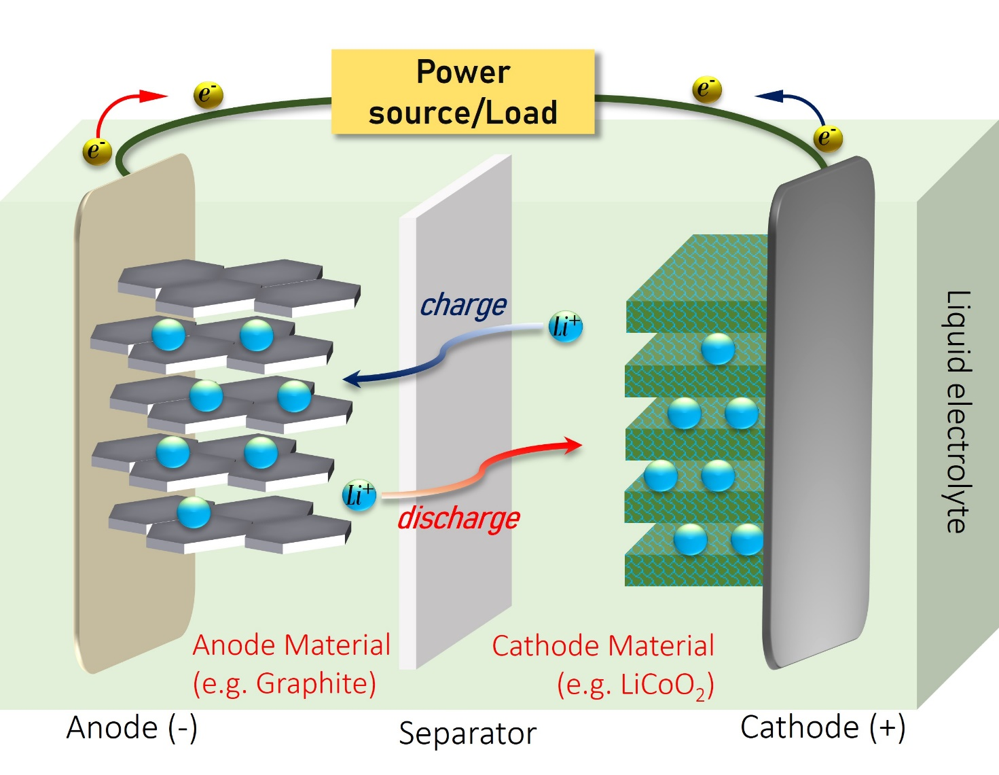 Power
source/Load
e-
e-
e-
e-
charge
Li+
Li+
discharge
Liquid electrolyte
Anode Material
(e.g. Graphite)
Cathode Material
(e.g. LiCoO2)
Anode (-)
Separator
Cathode (+)